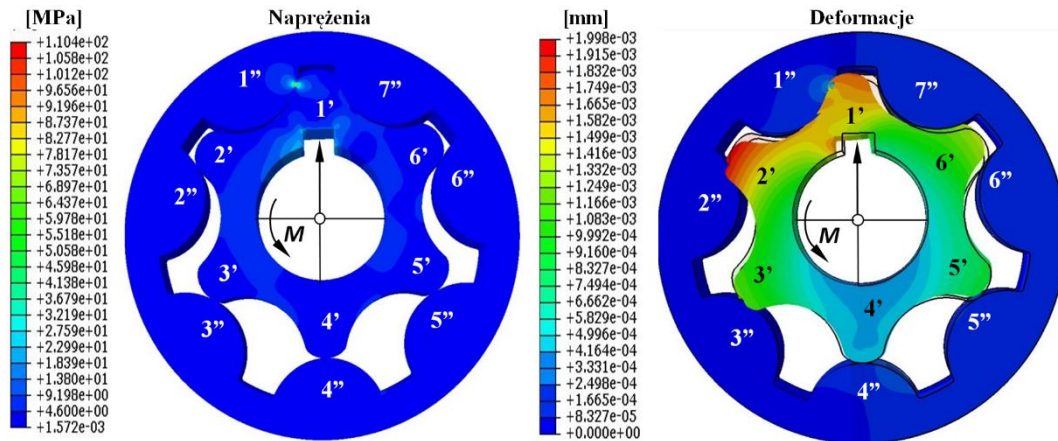 [MPa]
Naprężenia
+1.104e+02
+1.058e+02
+1.012e+02
+9.656e+01
+9.196e+01
+8.737e+01
+8.277e+01
+7.817e+01
+7.357e+01
+6.897e+01
+6.437e+01
+5.978e+01
+5.518e+01
+5.058e+01
+4.598e+01
+4.138e+01
+3.679e+01
+3.219e+01
+2.759e+01
+2.299e+01
+1.839e+01
+1.380e+01
+9.198e+00
+4.600e+00
+1.572e-03
1”
7”
1’
2’
6’
2”
6”
M
3’
5’
3”
4’
5”
4”
[mm]
Deformacje
+1.998e-03
+1.915e-03
+1.832e-03
+1.749e-03
+1.665e-03
+1.582e-03
+1.499e-03
+1.416e-03
+1.332e-03
+1.249e-03
+1.166e-03
+1.083e-03
+9.992e-04
+9.160e-04
+8.327e-04
+7.494e-04
+6.662e-04
+5.829e-04
+4.996e-04
+4.164e-04
+3.331e-04
+2.498e-04
+1.665e-04
+8.327e-05
+0.000e+00
1”
7”
1’
2’
6’
2”
6”
M
3’
5’
3”
4’
5”
4”